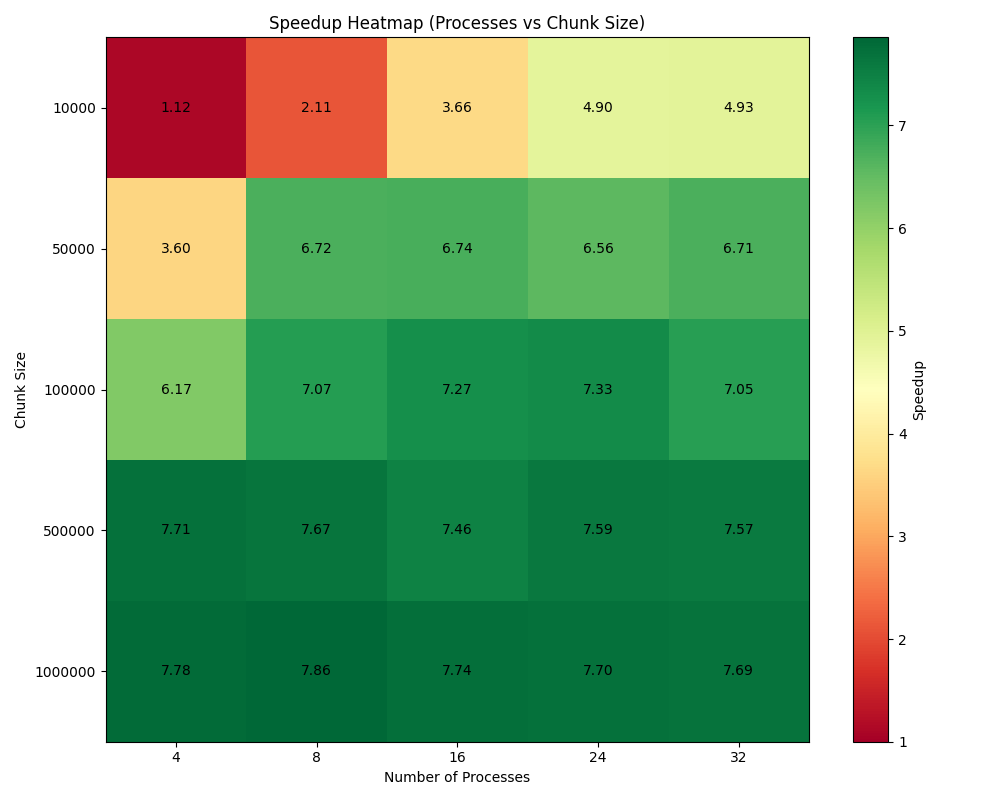 Speedup Heatmap (Processes vs Chunk Size)
10000 1.12 2.11 3.66 4.90 4.93
50000 3.60 6.72 6.74 6.56 6.71
100000 6.17 7.07 7.27 7.33 7.05
500000 7.71 7.67 7.46 7.59 7.57
1000000 7.78 7.86 7.74 7.70 7.69
4 8 16 24 32
Number of Processes
Chunk Size
7
6
5
4
3
2
1
Speedup